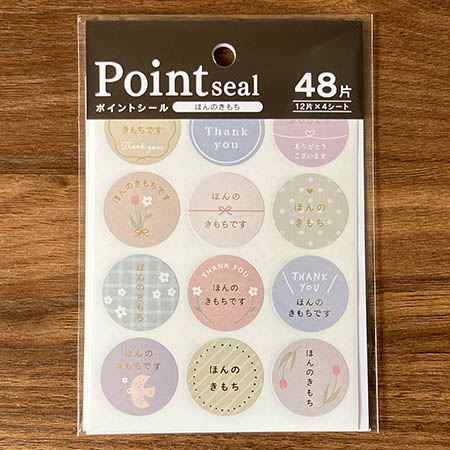 Point seal
48片
ポイントシール
ほんのきもち
12片×4シート
きもちです
Thank you
Thank
you
ありがとう
ございます
ほんのきもちです
ほんの
きもちです
ほんの
きもち
ほんの
きもち
THANK YOU
ほんの
きもちです
THANK
YOU
ほんの
きもちです
ほんの
きもちです
ほんの
きもち
ほんの
きもち